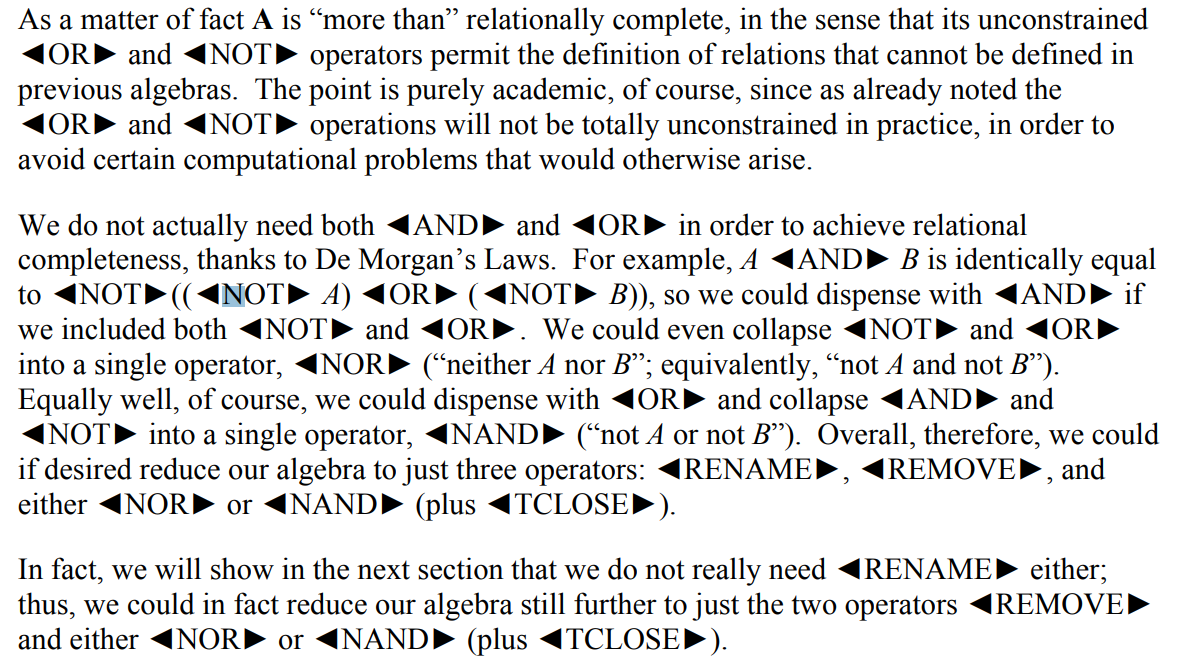 As a matter of fact A is “more than” relationally complete, in the sense that its unconstrained
◄OR► and ◄NOT► operators permit the definition of relations that cannot be defined in
previous algebras. The point is purely academic, of course, since as already noted the
◄OR► and ◄NOT► operations will not be totally unconstrained in practice, in order to
avoid certain computational problems that would otherwise arise.
We do not actually need both ◄AND► and ◄OR► in order to achieve relational
completeness, thanks to De Morgan’s Laws. For example, A ◄AND► B is identically equal
to ◄NOT►((◄NOT► A) ◄OR► (◄NOT► B)), so we could dispense with ◄AND► if
we included both ◄NOT► and ◄OR►. We could even collapse ◄NOT► and ◄OR►
into a single operator, ◄NOR► (“neither A nor B”; equivalently, “not A and not B”).
Equally well, of course, we could dispense with ◄OR► and collapse ◄AND► and
◄NOT► into a single operator, ◄NAND► (“not A or not B”). Overall, therefore, we could
if desired reduce our algebra to just three operators: ◄RENAME►, ◄REMOVE►, and
either ◄NOR► or ◄NAND► (plus ◄TCLOSE►).
In fact, we will show in the next section that we do not really need ◄RENAME► either;
thus, we could in fact reduce our algebra still further to just the two operators ◄REMOVE►
and either ◄NOR► or ◄NAND► (plus ◄TCLOSE►).